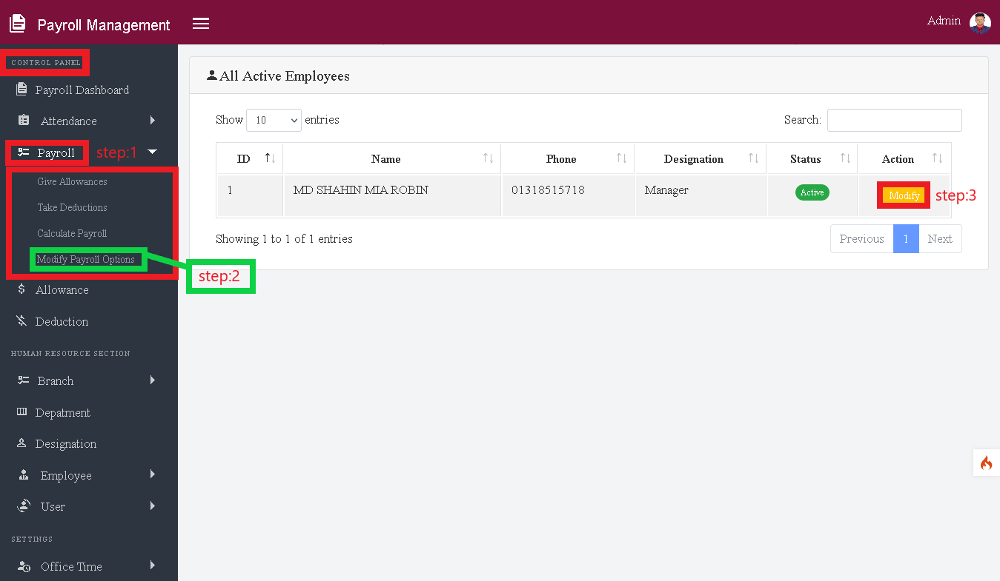 Payroll Management
Admin
CONTROL PANEL
Payroll Dashboard
Attendance
Payroll step:1
Give Allowances
Take Deductions
Calculate Payroll
Modify Payroll Options
step:2
$ Allowance
Deduction
HUMAN RESOURCE SECTION
Branch
Depatment
Designation
Employee
User
SETTINGS
Office Time
All Active Employees
Show 10 entries
Search:
ID Name Phone Designation Status Action
1 MD SHAHIN MIA ROBIN 01318515718 Manager Active Modify step:3
Showing 1 to 1 of 1 entries
Previous 1 Next